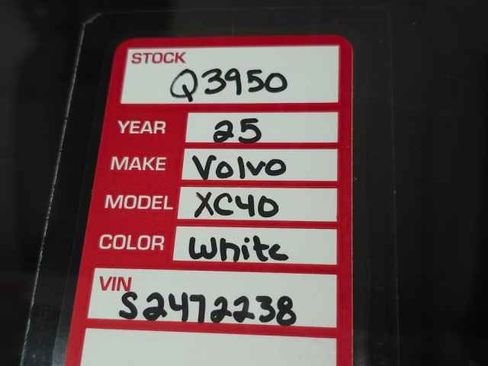 STOCK
Q3950
YEAR 25
MAKE Volvo
MODEL XC40
COLOR White
VIN
S2472238